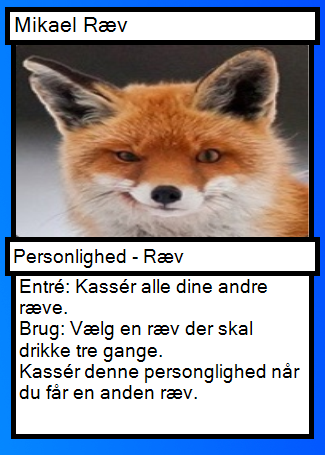 Mikael Ræv
Personlighed - Ræv
Entré: Kassér alle dine andre
ræve.
Brug: Vælg en ræv der skal
drikke tre gange.
Kassér denne personglighed når
du får en anden ræv.